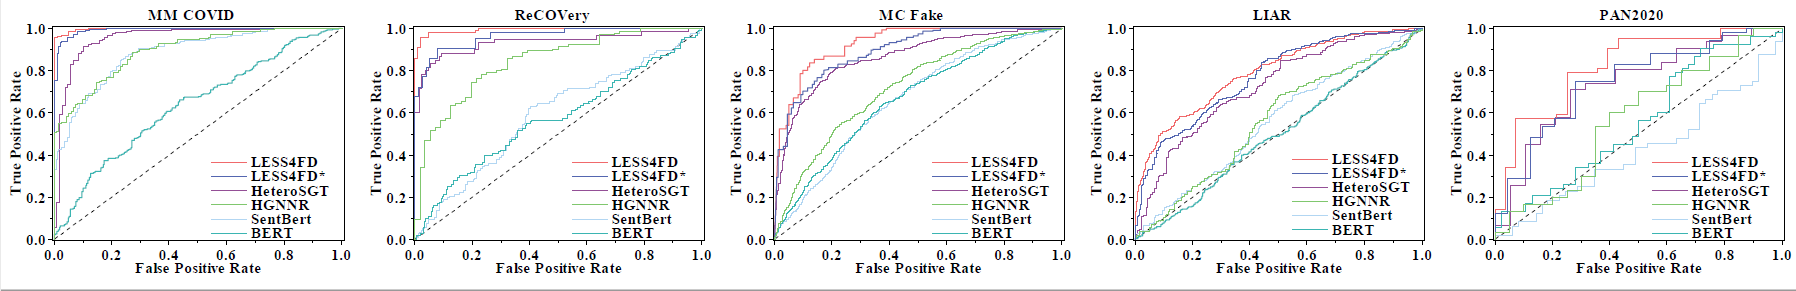 MM COVID
True Positive Rate
1.0
0.8
0.6
0.4
0.2
0.0
LESS4FD
LESS4FD*
HeteroSGT
HGNNR
SentBert
BERT
0.0 0.2 0.4 0.6 0.8 1.0
False Positive Rate
ReCOVery
True Positive Rate
1.0
0.8
0.6
0.4
0.2
0.0
LESS4FD
LESS4FD*
HeteroSGT
HGNNR
SentBert
BERT
0.0 0.2 0.4 0.6 0.8 1.0
False Positive Rate
MC Fake
True Positive Rate
1.0
0.8
0.6
0.4
0.2
0.0
LESS4FD
LESS4FD*
HeteroSGT
HGNNR
SentBert
BERT
0.0 0.2 0.4 0.6 0.8 1.0
False Positive Rate
LIAR
True Positive Rate
1.0
0.8
0.6
0.4
0.2
0.0
LESS4FD
LESS4FD*
HeteroSGT
HGNNR
SentBert
BERT
0.0 0.2 0.4 0.6 0.8 1.0
False Positive Rate
PAN2020
True Positive Rate
1.0
0.8
0.6
0.4
0.2
0.0
LESS4FD
LESS4FD*
HeteroSGT
HGNNR
SentBert
BERT
0.0 0.2 0.4 0.6 0.8 1.0
False Positive Rate